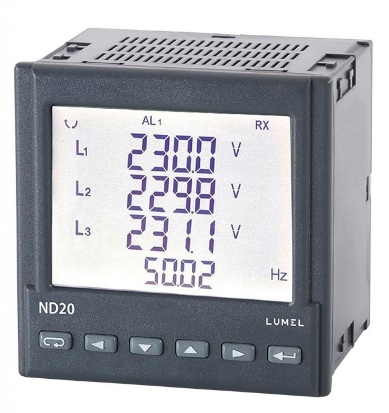 AL1 RX
L1 230.0 V
L2 229.8 V
L3 231.1 V
50.02 Hz
ND20
LUMEL